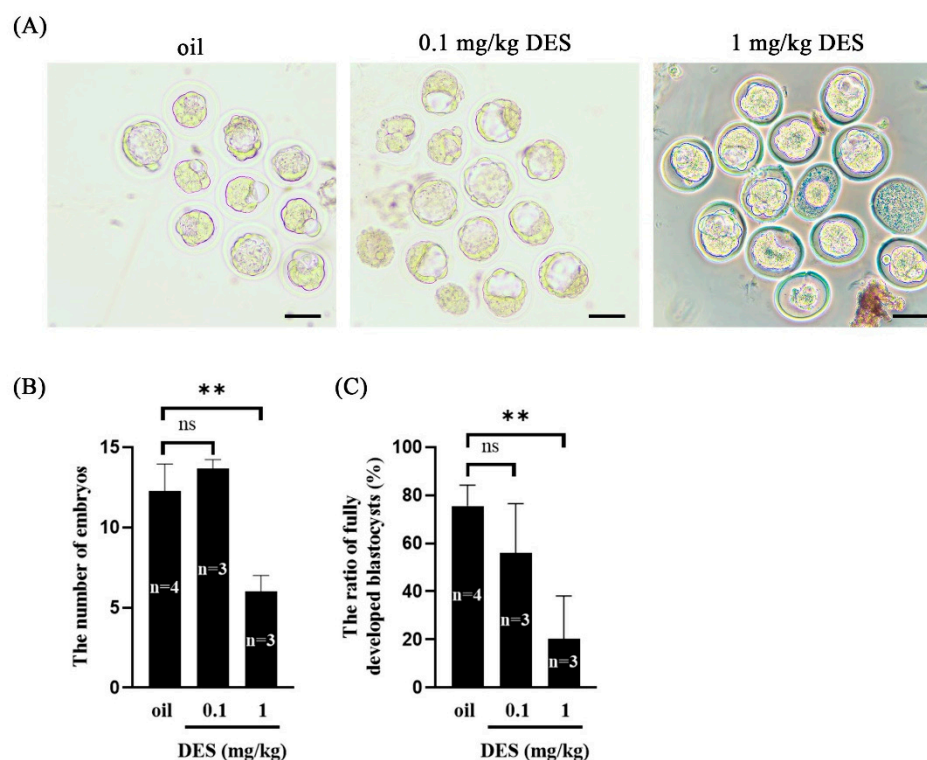 (A)
oil
0.1 mg/kg DES
1 mg/kg DES
(B)
**
ns
The number of embryos
15
10
5
0
n=4
n=3
n=3
oil
0.1
1
DES (mg/kg)
(C)
**
ns
The ratio of fully
developed blastocysts (%)
100
80
60
40
20
0
n=4
n=3
n=3
oil
0.1
1
DES (mg/kg)